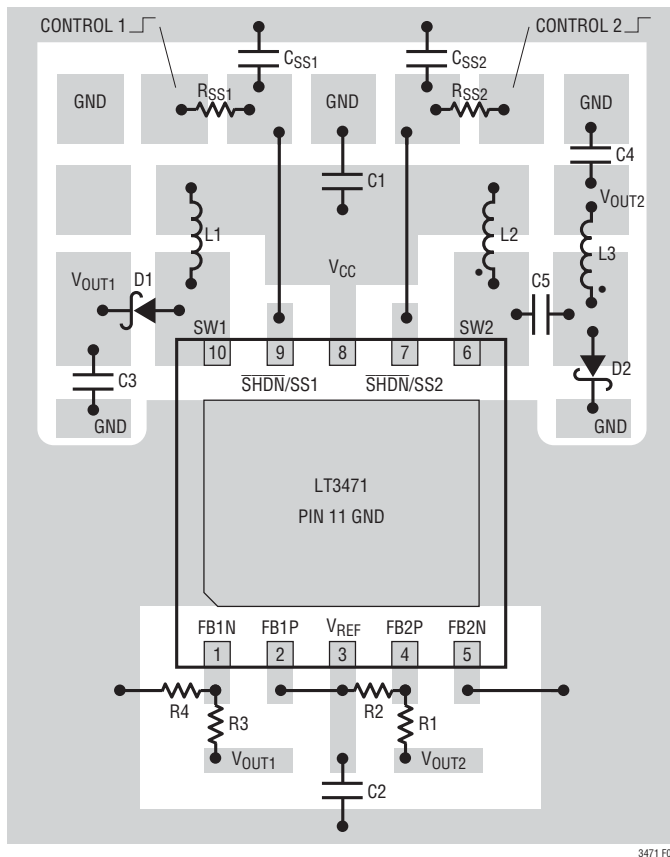 CONTROL 1
CONTROL 2
CSS1
CSS2
RSS1
RSS2
GND
GND
GND
C1
C4
VOUT2
L1
L2
L3
VCC
VOUT1
D1
C5
SW1
SW2
10
9
8
7
6
D2
C3
SHDN/SS1
SHDN/SS2
GND
GND
LT3471
PIN 11 GND
FB1N
FB1P
VREF
FB2P
FB2N
1
2
3
4
5
R4
R3
R2
R1
VOUT1
VOUT2
C2